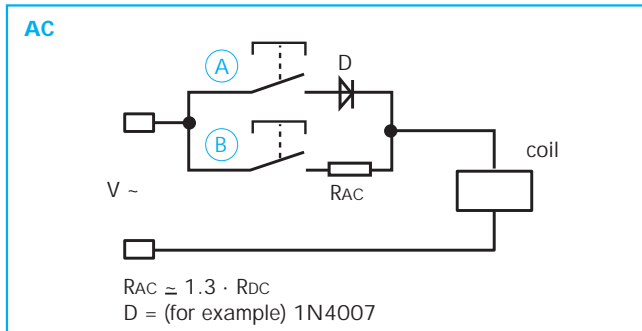 AC
A
D
B
RAC
coil
V ~
RAC ≃ 1.3 · RDC
D = (for example) 1N4007